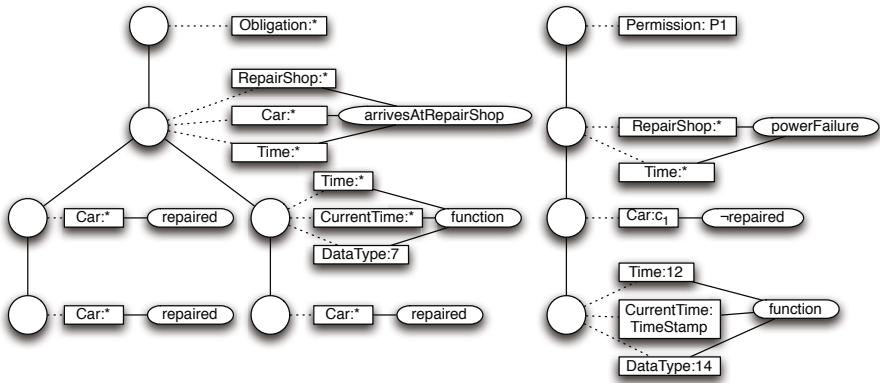 Obligation:*
RepairShop:*
Car:*
arrivesAtRepairShop
Time:*
Car:*
repaired
Time:*
CurrentTime:*
function
DataType:7
Car:*
repaired
Car:*
repaired
Permission: P1
RepairShop:*
powerFailure
Time:*
Car:c₁
¬repaired
Time:12
CurrentTime:
TimeStamp
function
DataType:14